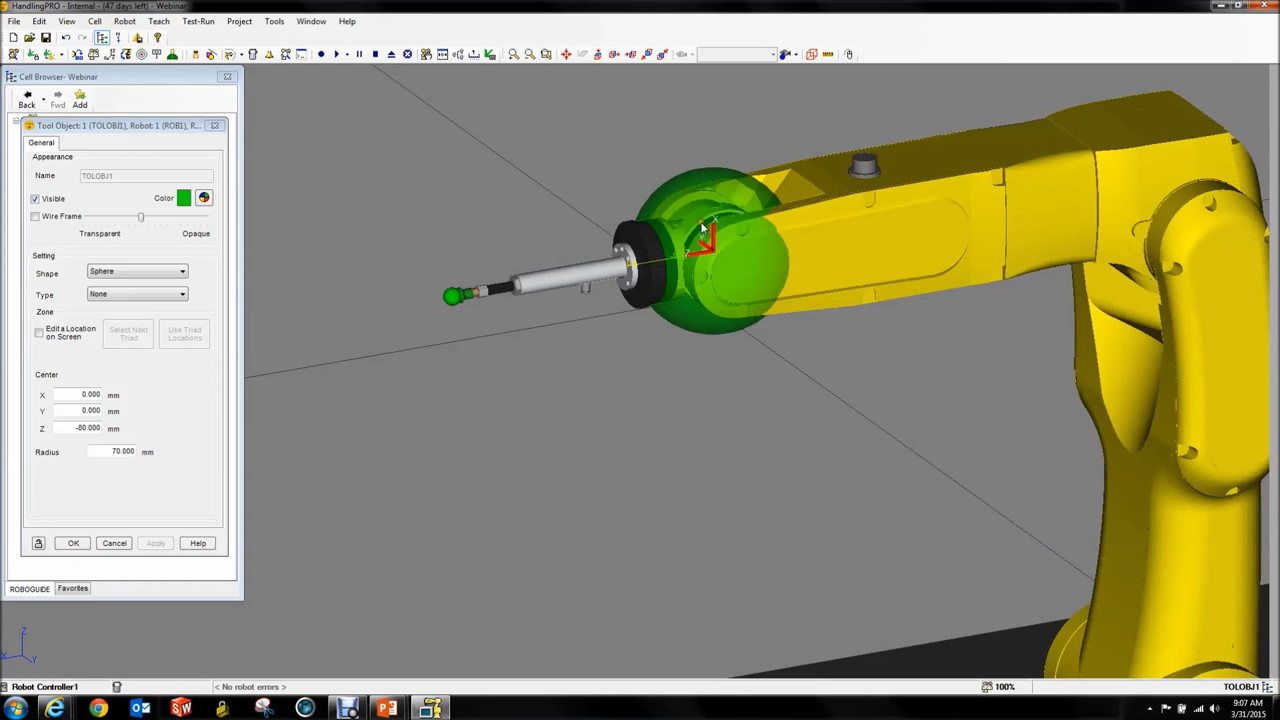 HandlingPRO - Internal - (47 days left) - Webinar
File Edit View Cell Robot Teach Test-Run Project Tools Window Help
Cell Browser- Webinar
Back Fwd Add
Tool Object: 1 (TOLOBJ1), Robot: 1 (ROB1), R...
General
Appearance
Name TOLOBJ1
Visible Color
Wire Frame
Transparent Opaque
Setting
Shape Sphere
Type None
Zone
Edit a Location on Screen
Select Next Triad
Use Triad Locations
Center
X 0.000 mm
Y 0.000 mm
Z -80.000 mm
Radius 70.000 mm
OK Cancel Apply Help
ROBOGUIDE Favorites
X
Z
Y
Robot Controller1 < No robot errors > 100% TOLOBJ1
9:07 AM
3/31/2015